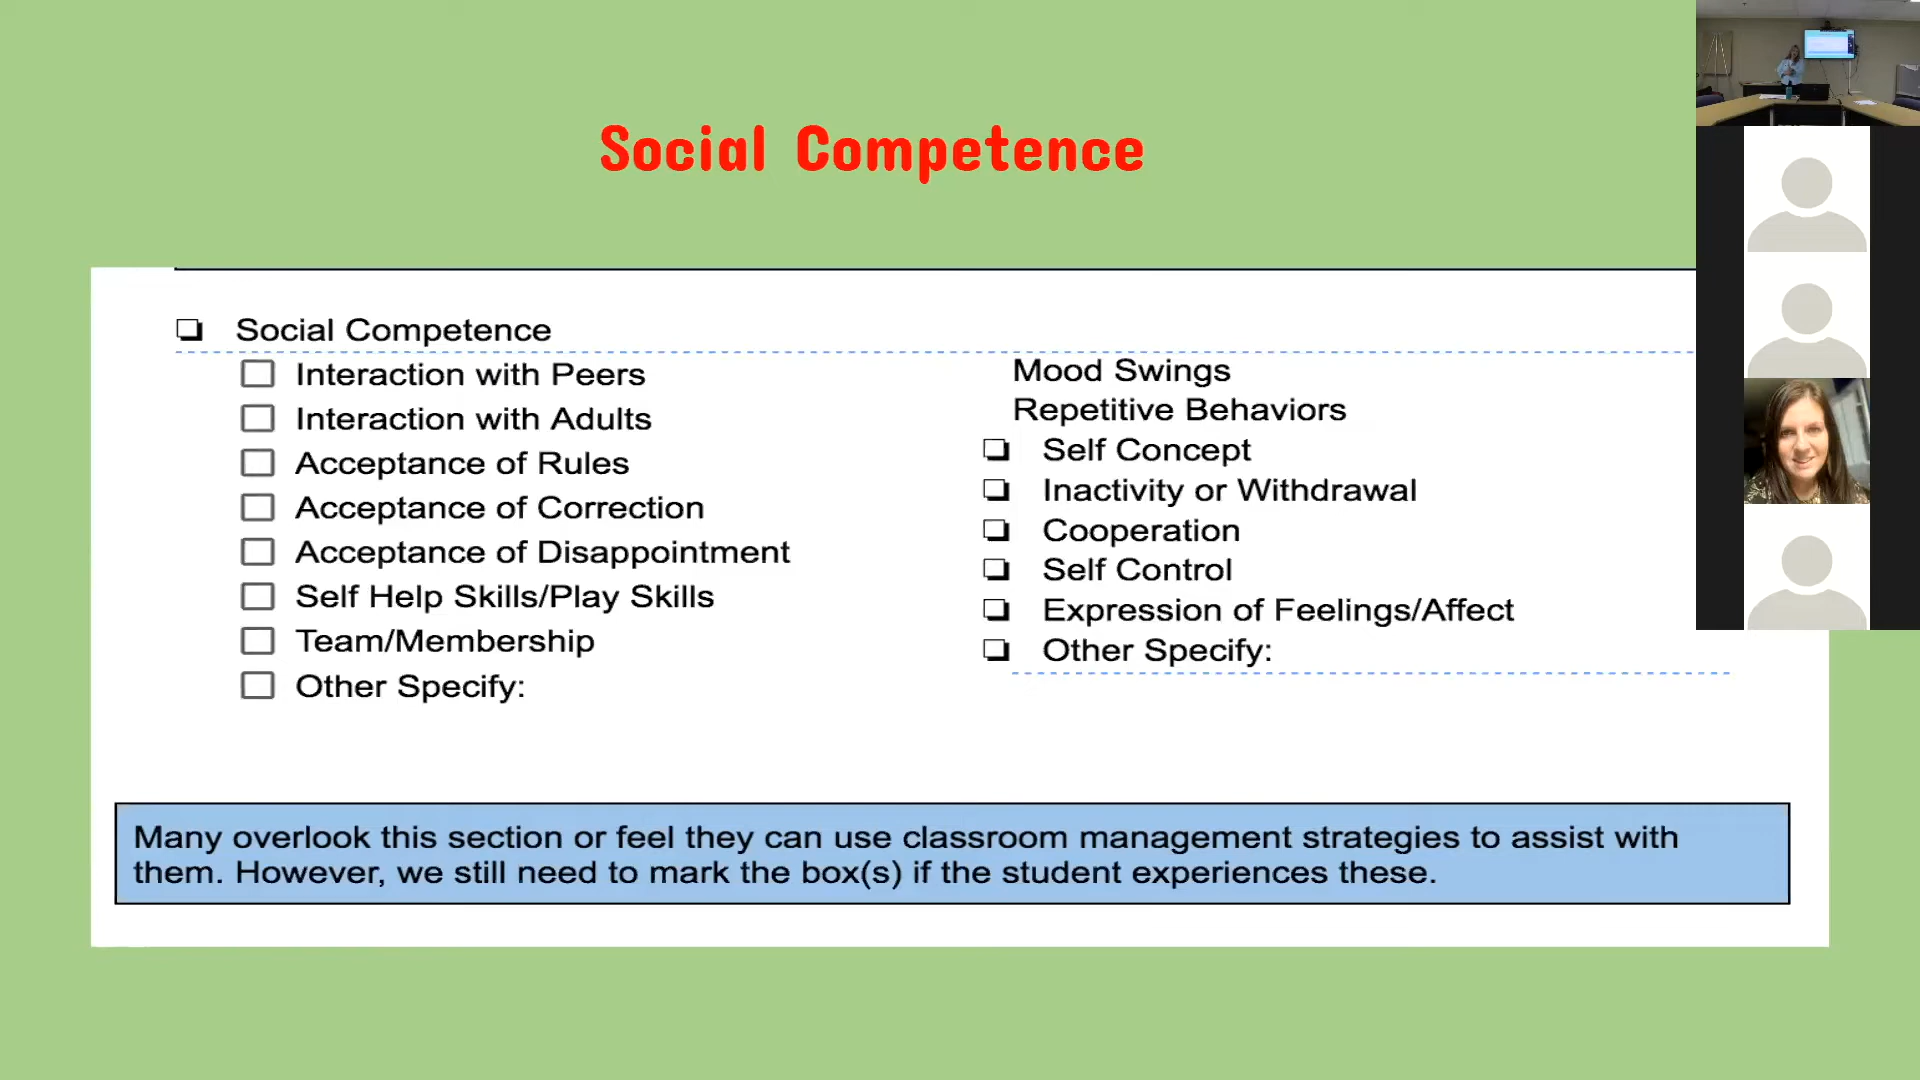 Social Competence
Social Competence
Interaction with Peers
Interaction with Adults
Acceptance of Rules
Acceptance of Correction
Acceptance of Disappointment
Self Help Skills/Play Skills
Team/Membership
Other Specify:
Mood Swings
Repetitive Behaviors
Self Concept
Inactivity or Withdrawal
Cooperation
Self Control
Expression of Feelings/Affect
Other Specify:
Many overlook this section or feel they can use classroom management strategies to assist with
them. However, we still need to mark the box(s) if the student experiences these.